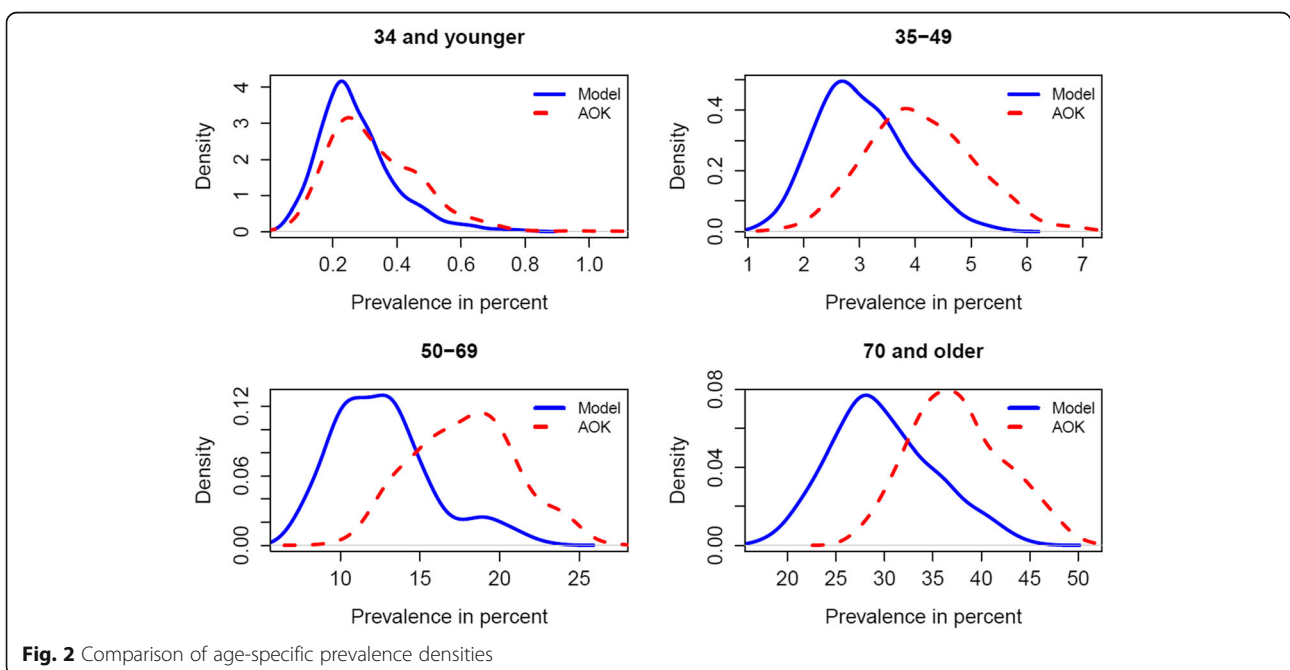 34 and younger
Density
0
1
2
3
4
Model
AOK
0.2
0.4
0.6
0.8
1.0
Prevalence in percent
35−49
Density
0.0
0.2
0.4
Model
AOK
1
2
3
4
5
6
7
Prevalence in percent
50−69
Density
0.00
0.06
0.12
Model
AOK
10
15
20
25
Prevalence in percent
70 and older
Density
0.00
0.04
0.08
Model
AOK
20
25
30
35
40
45
50
Prevalence in percent
Fig. 2 Comparison of age-specific prevalence densities